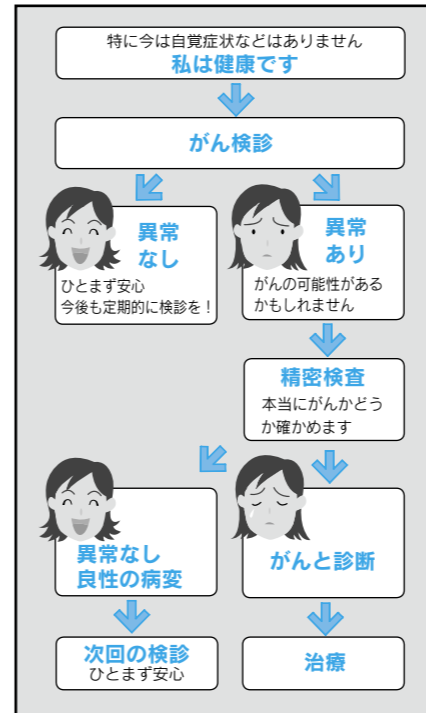 特に今は自覚症状などはありません
私は健康です
がん検診
異常
なし
ひとまず安心
今後も定期的に検診を！
異常
あり
がんの可能性がある
かもしれません
精密検査
本当にがんかどう
か確かめます
異常なし
良性の病変
がんと診断
次回の検診
ひとまず安心
治療